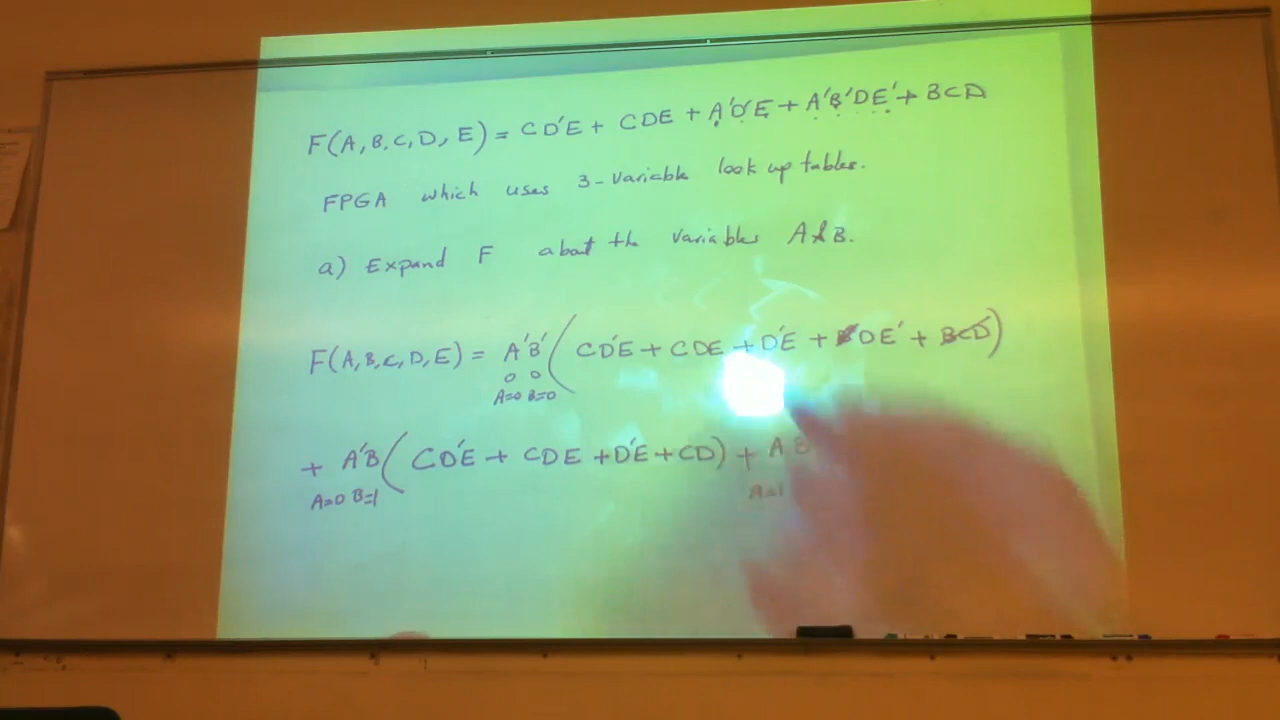 F(A,B,C,D,E) = CD'E + CDE + A'D'E + A'B'DE' + BCD
FPGA which uses 3-variable look up tables.
a) Expand F about the variables A&B.
F(A,B,C,D,E) = A'B' ( CD'E + CDE + D'E + DE' + BCD )
0 0
A=0 B=0
+ A'B ( CD'E + CDE + D'E + CD ) + A B
A=0 B=1 A=1